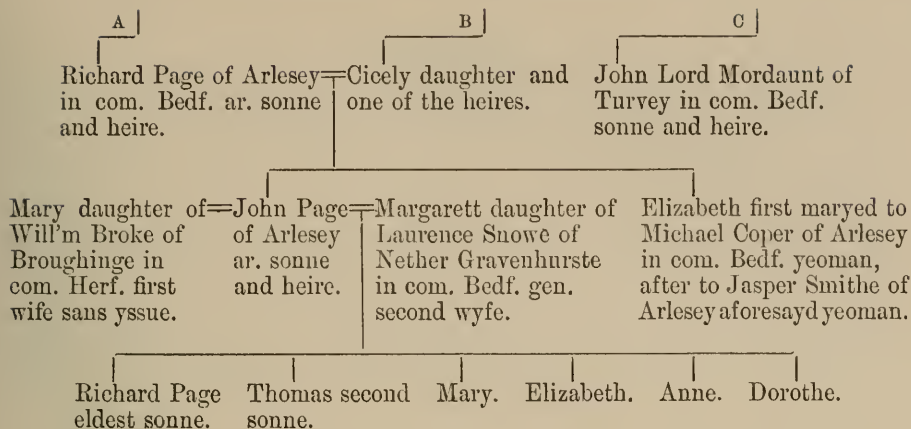 A
B
C
Richard Page of Arlesey
in com. Bedf. ar. sonne
and heire.
Cicely daughter and
one of the heires.
John Lord Mordaunt of
Turvey in com. Bedf.
sonne and heire.
Mary daughter of
Will'm Broke of
Broughinge in
com. Herf. first
wife sans yssue.
John Page
of Arlesey
ar. sonne
and heire.
Margarett daughter of
Laurence Snowe of
Nether Gravenhurste
in com. Bedf. gen.
second wyfe.
Elizabeth first maryed to
Michael Coper of Arlesey
in com. Bedf. yeoman,
after to Jasper Smithe of
Arlesey aforesayd yeoman.
Richard Page
eldest sonne.
Thomas second
sonne.
Mary.
Elizabeth.
Anne.
Dorothe.